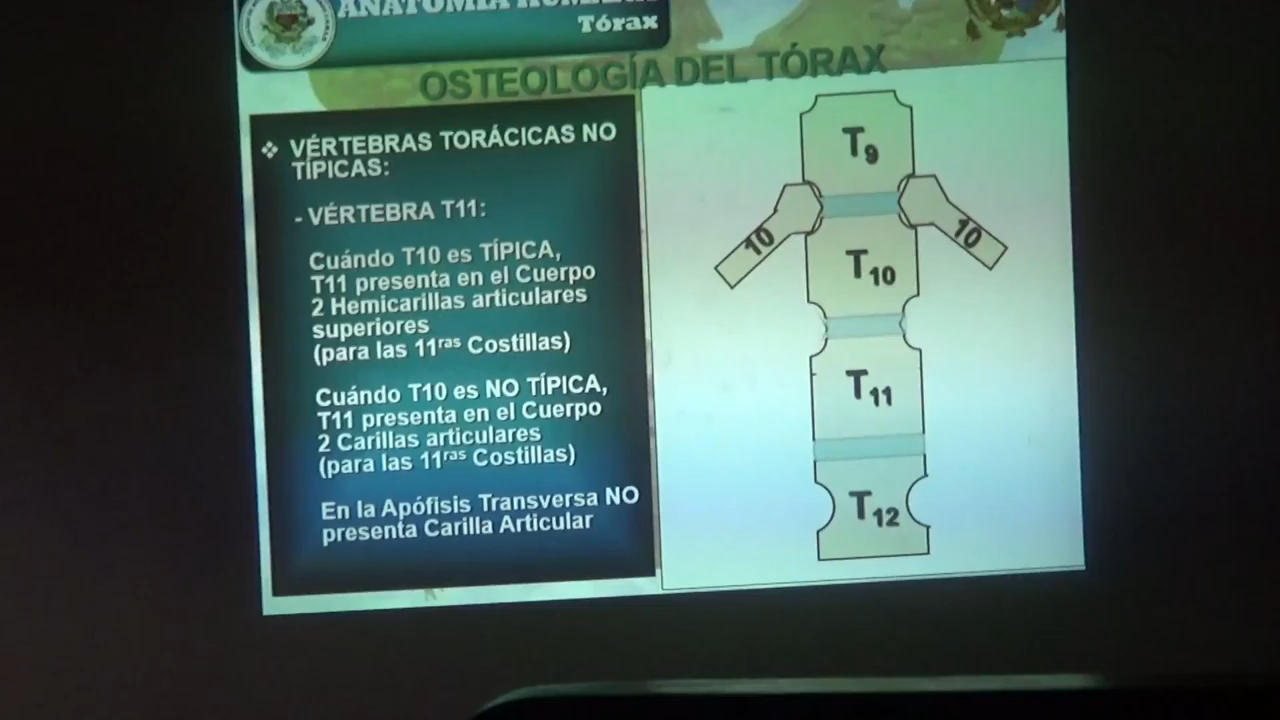 ANATOMÍA HUMANA
Tórax
OSTEOLOGÍA DEL TÓRAX
❖ VÉRTEBRAS TORÁCICAS NO
TÍPICAS:
- VÉRTEBRA T11:
Cuándo T10 es TÍPICA,
T11 presenta en el Cuerpo
2 Hemicarillas articulares
superiores
(para las 11ras Costillas)
Cuándo T10 es NO TÍPICA,
T11 presenta en el Cuerpo
2 Carillas articulares
(para las 11ras Costillas)
En la Apófisis Transversa NO
presenta Carilla Articular
T9
10
10
T10
T11
T12